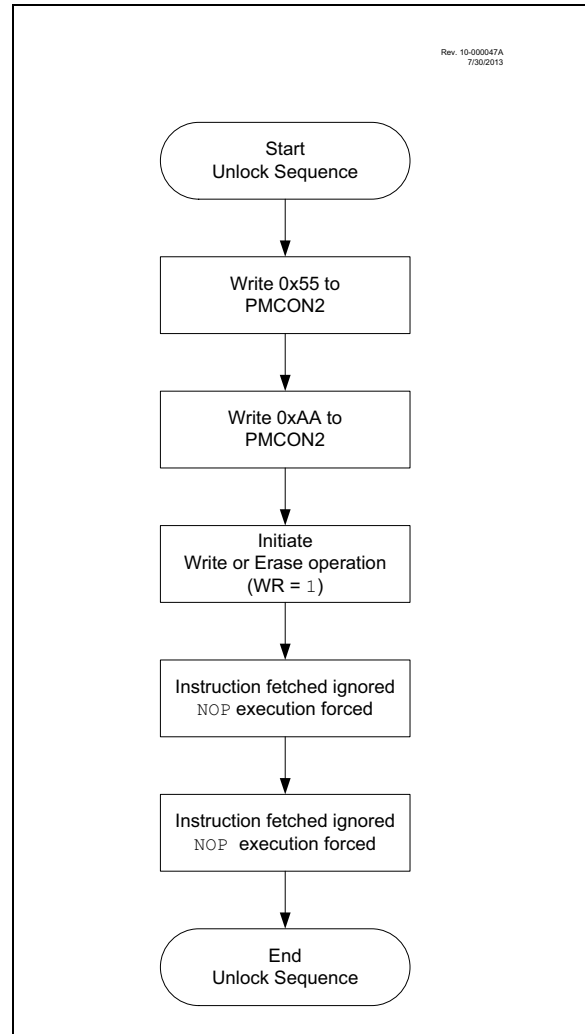 Rev. 10-000047A
7/30/2013
Start
Unlock Sequence
Write 0x55 to
PMCON2
Write 0xAA to
PMCON2
Initiate
Write or Erase operation
(WR = 1)
Instruction fetched ignored
NOP execution forced
Instruction fetched ignored
NOP execution forced
End
Unlock Sequence